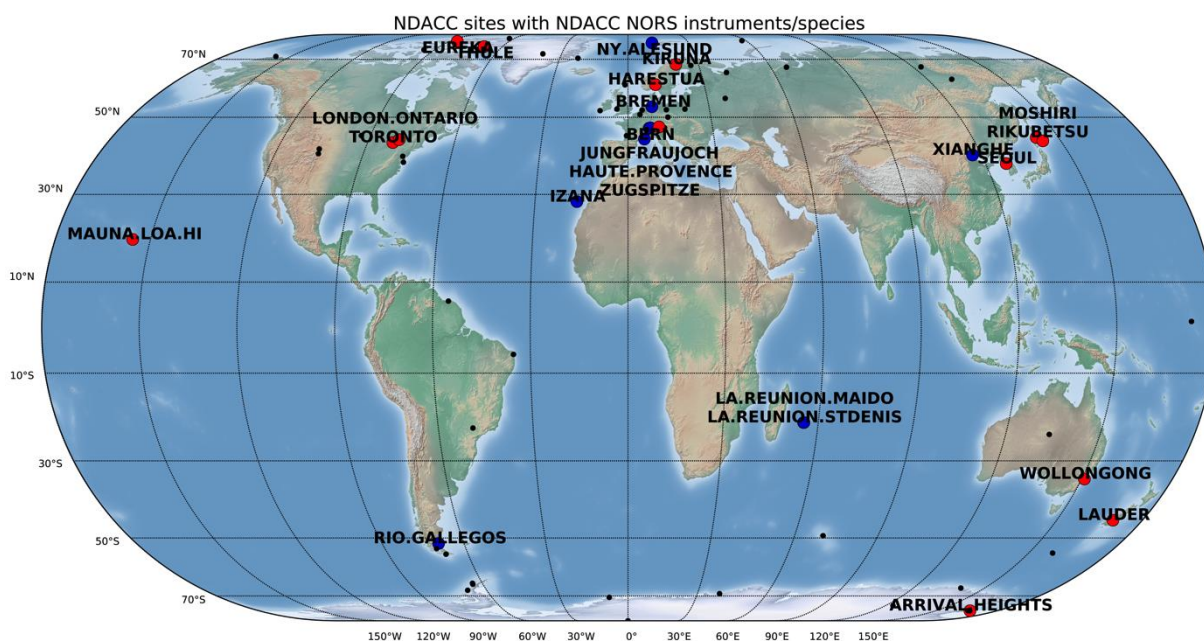 NDACC sites with NDACC NORS instruments/species
70°N
EUREKA
THULE
NY.ALESUND
KIRUNA
HARESTUA
50°N
BREMEN
LONDON.ONTARIO
TORONTO
MOSHIRI
RIKUBETSU
BERN
XIANGHE
SEOUL
JUNGFRAUJOCH
HAUTE.PROVENCE
ZUGSPITZE
30°N
IZANA
MAUNA.LOA.HI
10°N
10°S
LA.REUNION.MAIDO
LA.REUNION.STDENIS
30°S
WOLLONGONG
LAUDER
50°S
RIO.GALLEGOS
70°S
ARRIVAL.HEIGHTS
150°W 120°W 90°W 60°W 30°W 0° 30°E 60°E 90°E 120°E 150°E